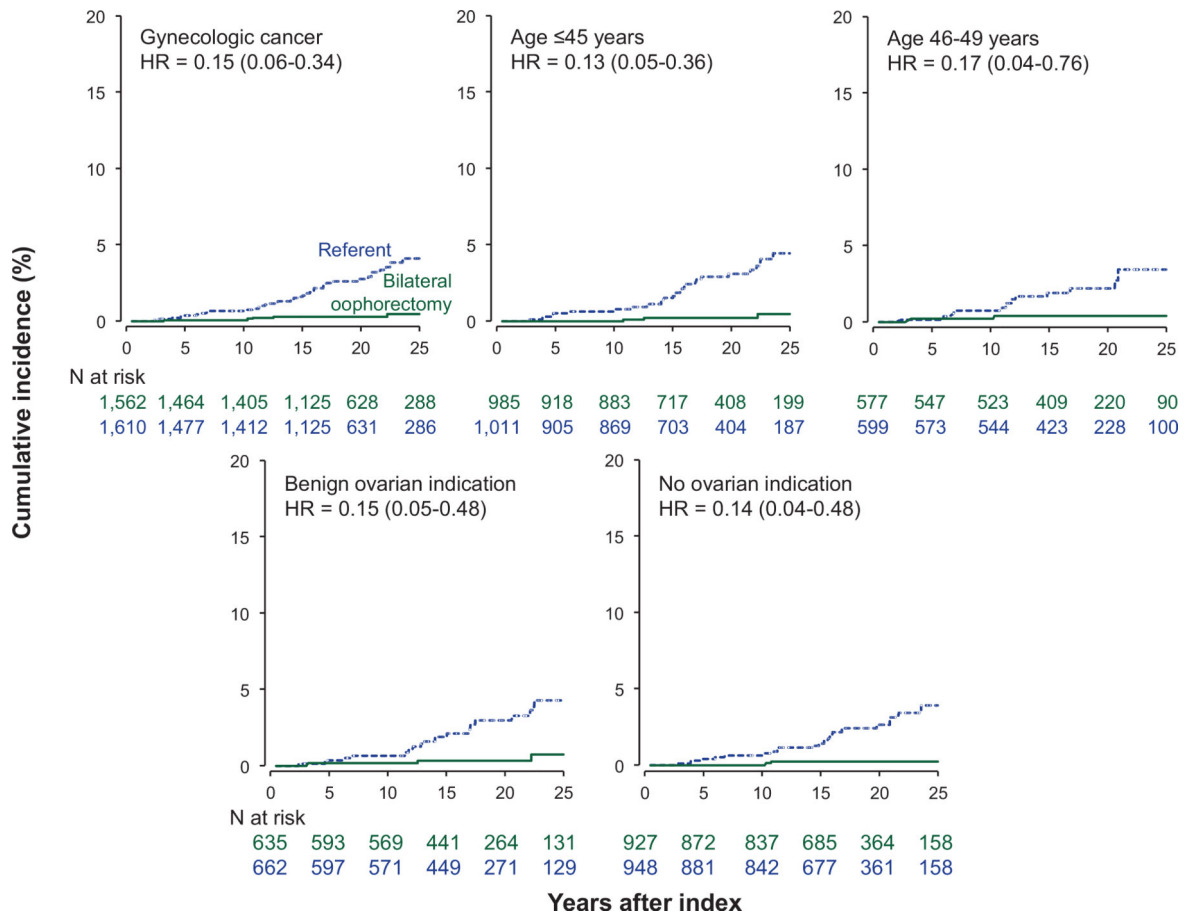 Cumulative incidence (%)
Gynecologic cancer
HR = 0.15 (0.06-0.34)
20
15
10
5
0
Referent
Bilateral
oophorectomy
0 5 10 15 20 25
Age ≤45 years
HR = 0.13 (0.05-0.36)
20
15
10
5
0
0 5 10 15 20 25
Age 46-49 years
HR = 0.17 (0.04-0.76)
20
15
10
5
0
0 5 10 15 20 25
N at risk
1,562 1,464 1,405 1,125 628 288 985 918 883 717 408 199 577 547 523 409 220 90
1,610 1,477 1,412 1,125 631 286 1,011 905 869 703 404 187 599 573 544 423 228 100
Benign ovarian indication
HR = 0.15 (0.05-0.48)
20
15
10
5
0
0 5 10 15 20 25
No ovarian indication
HR = 0.14 (0.04-0.48)
20
15
10
5
0
0 5 10 15 20 25
N at risk
635 593 569 441 264 131 927 872 837 685 364 158
662 597 571 449 271 129 948 881 842 677 361 158
Years after index